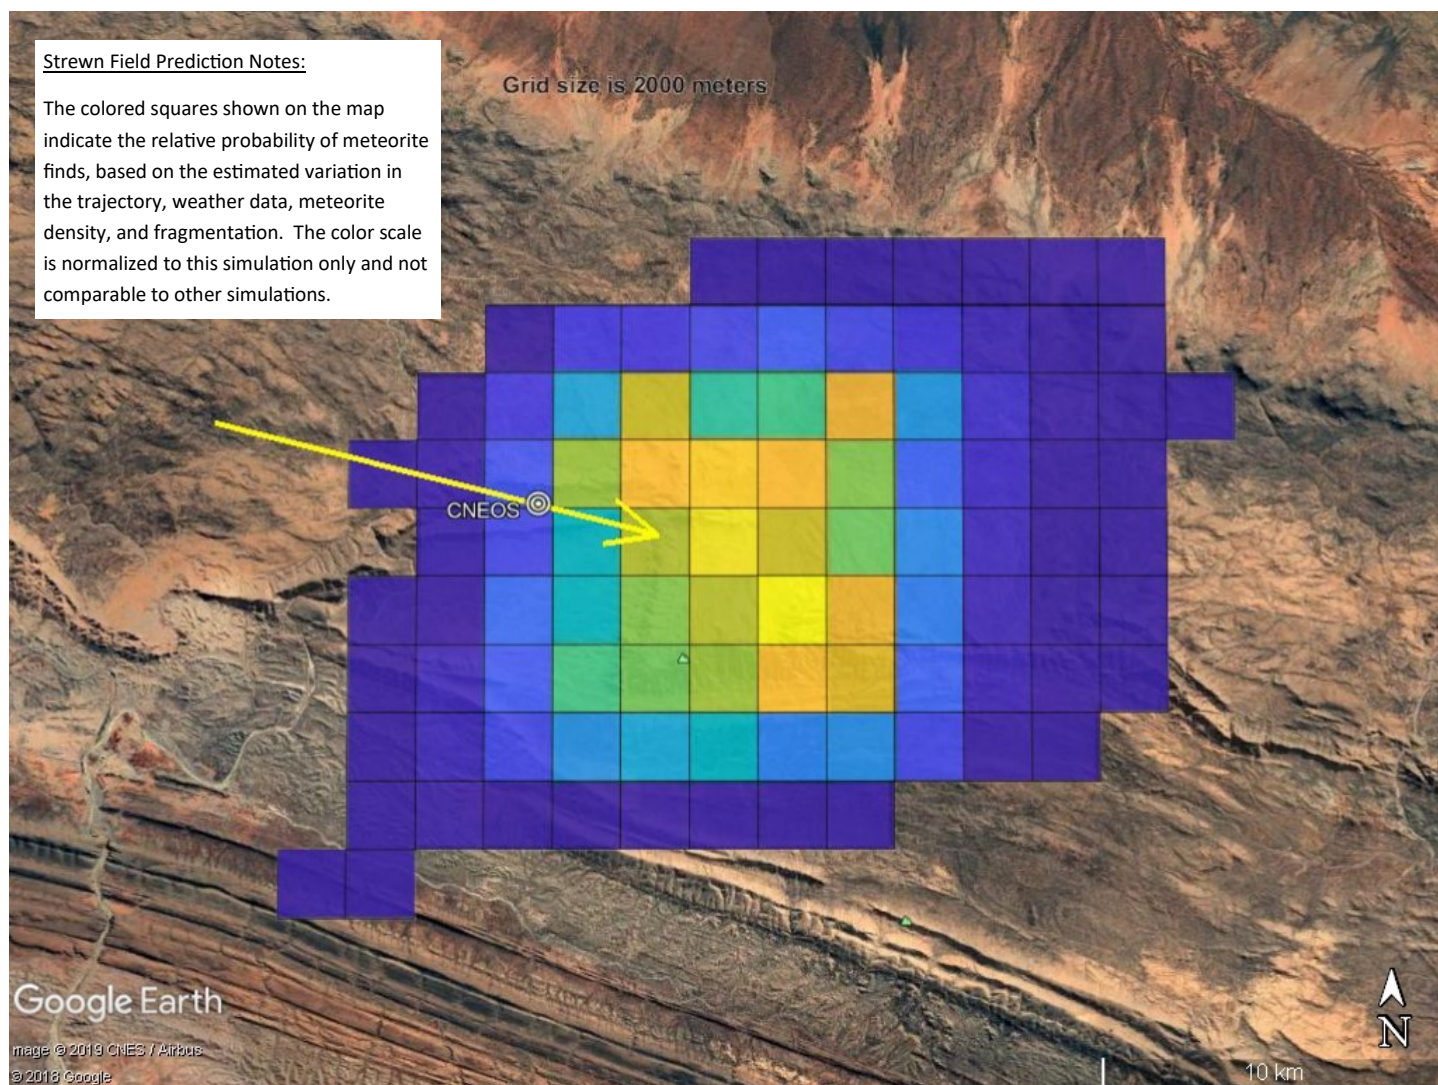 Strewn Field Prediction Notes:
The colored squares shown on the map
indicate the relative probability of meteorite
finds, based on the estimated variation in
the trajectory, weather data, meteorite
density, and fragmentation. The color scale
is normalized to this simulation only and not
comparable to other simulations.
Grid size is 2000 meters
CNEOS
Google Earth
mage © 2019 CNES / Airbus
© 2018 Google
N
10 km